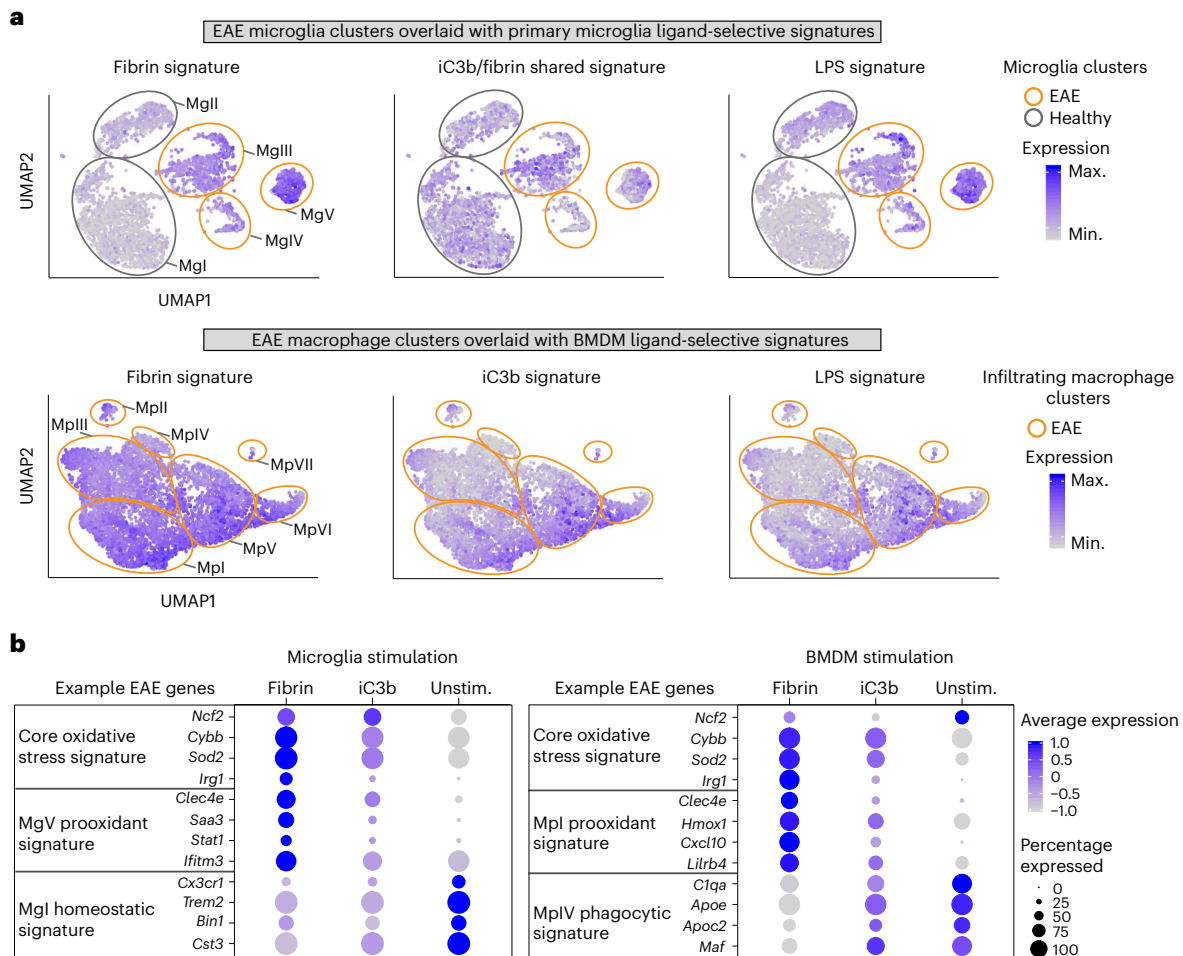 a
EAE microglia clusters overlaid with primary microglia ligand-selective signatures
Fibrin signature
iC3b/fibrin shared signature
LPS signature
Microglia clusters
EAE
Healthy
Expression
Max.
Min.
MgII
MgIII
MgV
MgIV
MgI
UMAP2
UMAP1
EAE macrophage clusters overlaid with BMDM ligand-selective signatures
Fibrin signature
iC3b signature
LPS signature
Infiltrating macrophage
clusters
EAE
Expression
Max.
Min.
MpII
MpIII
MpIV
MpVII
MpVI
MpV
MpI
UMAP2
UMAP1
b
Microglia stimulation
Example EAE genes
Fibrin
iC3b
Unstim.
Core oxidative
stress signature
Ncf2
Cybb
Sod2
Irg1
MgV prooxidant
signature
Clec4e
Saa3
Stat1
Ifitm3
MgI homeostatic
signature
Cx3cr1
Trem2
Bin1
Cst3
BMDM stimulation
Example EAE genes
Fibrin
iC3b
Unstim.
Core oxidative
stress signature
Ncf2
Cybb
Sod2
Irg1
MpI prooxidant
signature
Clec4e
Hmox1
Cxcl10
Lilrb4
MpIV phagocytic
signature
C1qa
Apoe
Apoc2
Maf
Average expression
1.0
0.5
0
−0.5
−1.0
Percentage
expressed
0
25
50
75
100